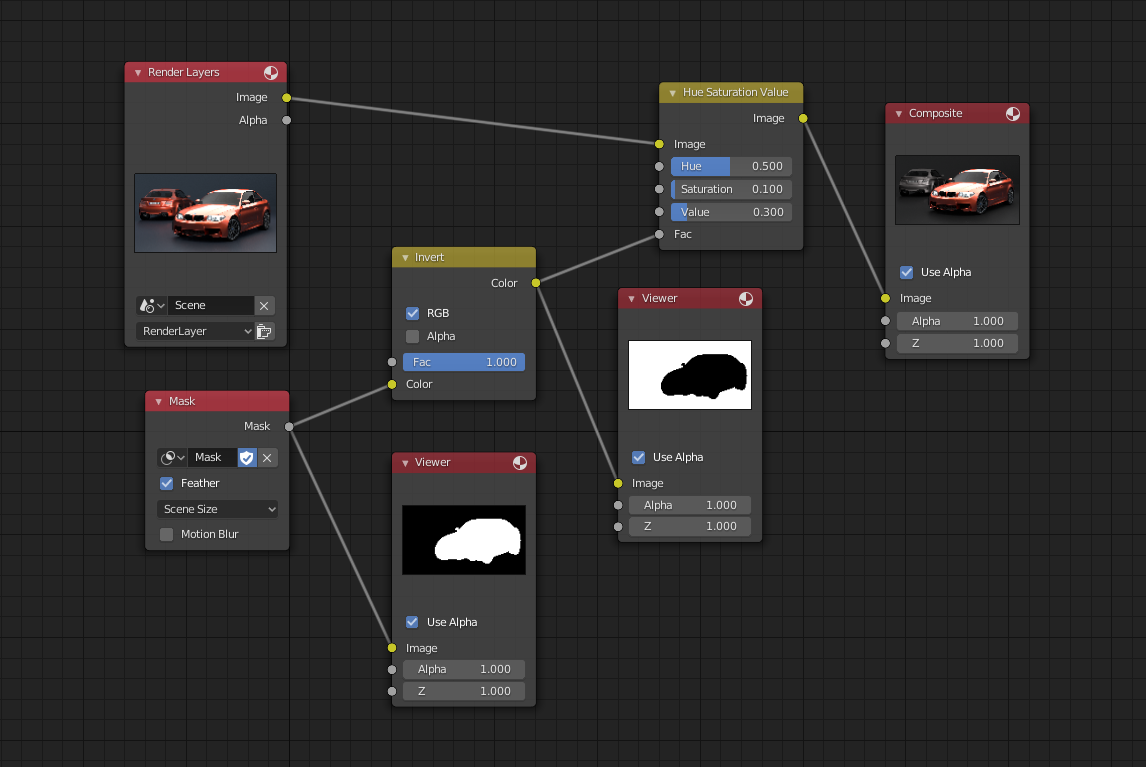 Render Layers
Image
Alpha
Scene
RenderLayer
Mask
Mask
Mask
Feather
Scene Size
Motion Blur
Invert
Color
RGB
Alpha
Fac 1.000
Color
Viewer
Use Alpha
Image
Alpha 1.000
Z 1.000
Hue Saturation Value
Image
Image
Hue 0.500
Saturation 0.100
Value 0.300
Fac
Viewer
Use Alpha
Image
Alpha 1.000
Z 1.000
Composite
Use Alpha
Image
Alpha 1.000
Z 1.000